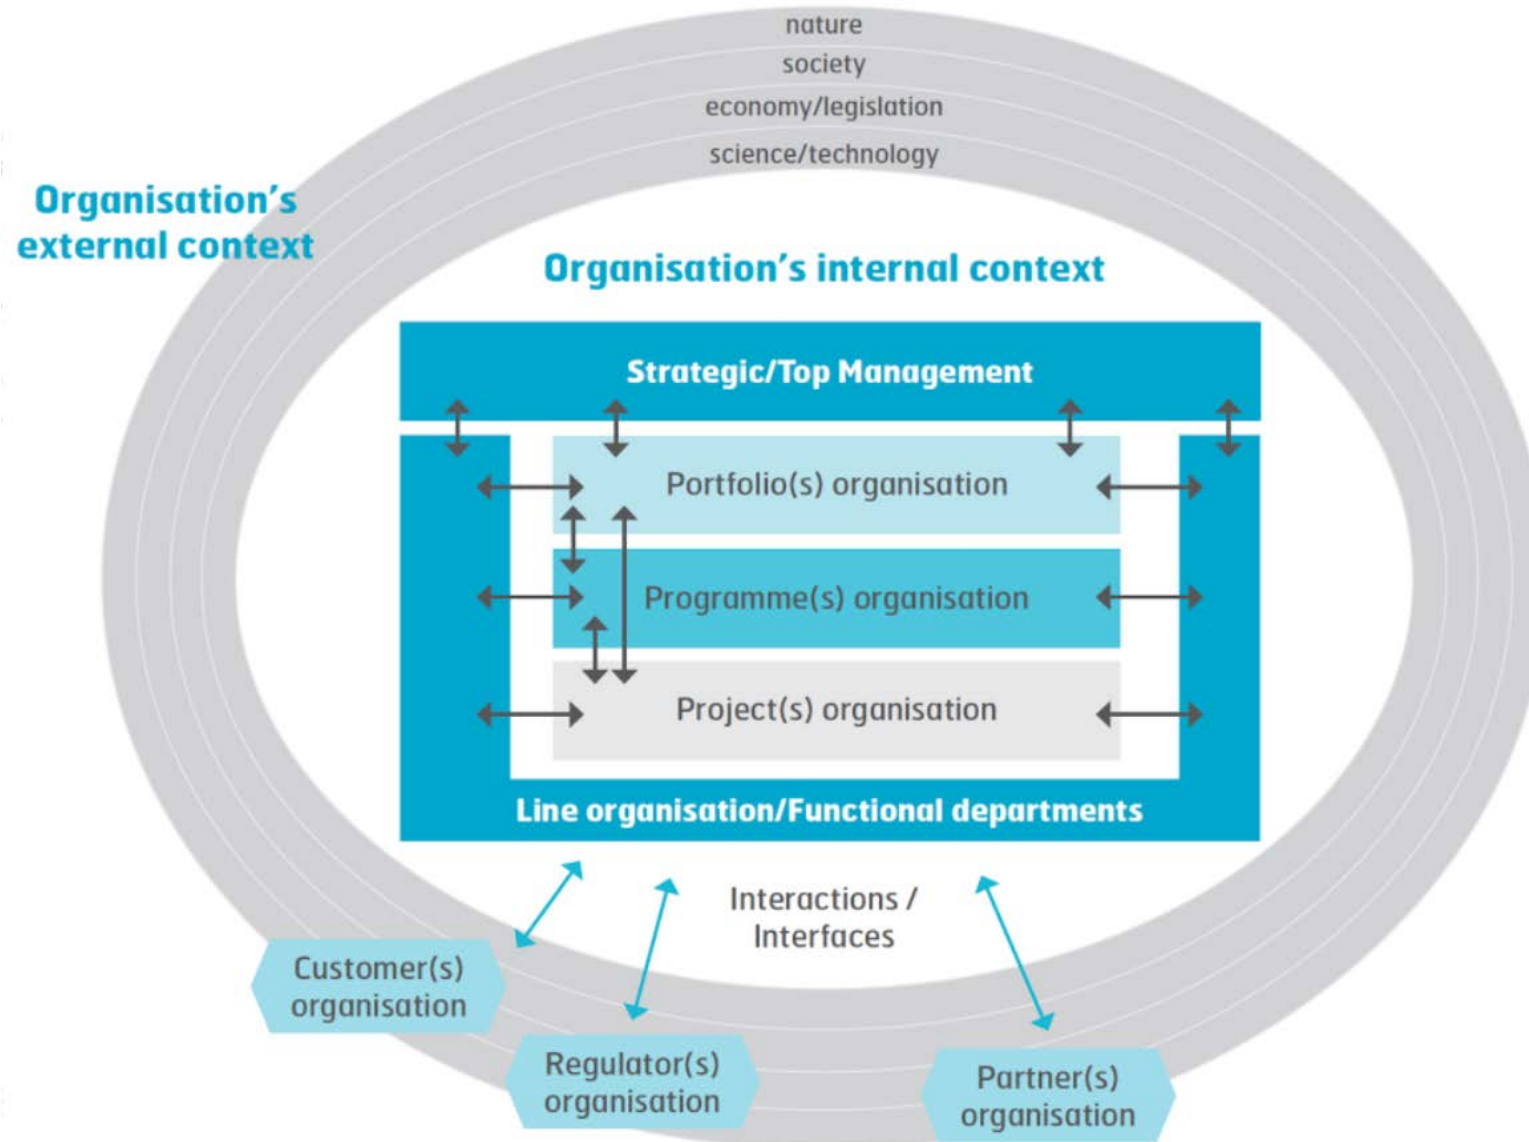 nature
society
economy/legislation
science/technology
Organisation's
external context
Organisation's internal context
Strategic/Top Management
Portfolio(s) organisation
Programme(s) organisation
Project(s) organisation
Line organisation/Functional departments
Interactions /
Interfaces
Customer(s)
organisation
Regulator(s)
organisation
Partner(s)
organisation